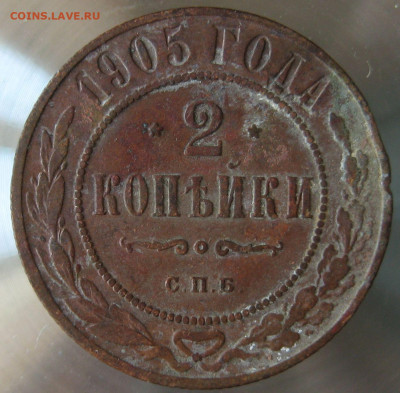 COINS.LAVE.RU
1905 ГОДА
2
КОПѢЙКИ
С.П.Б.